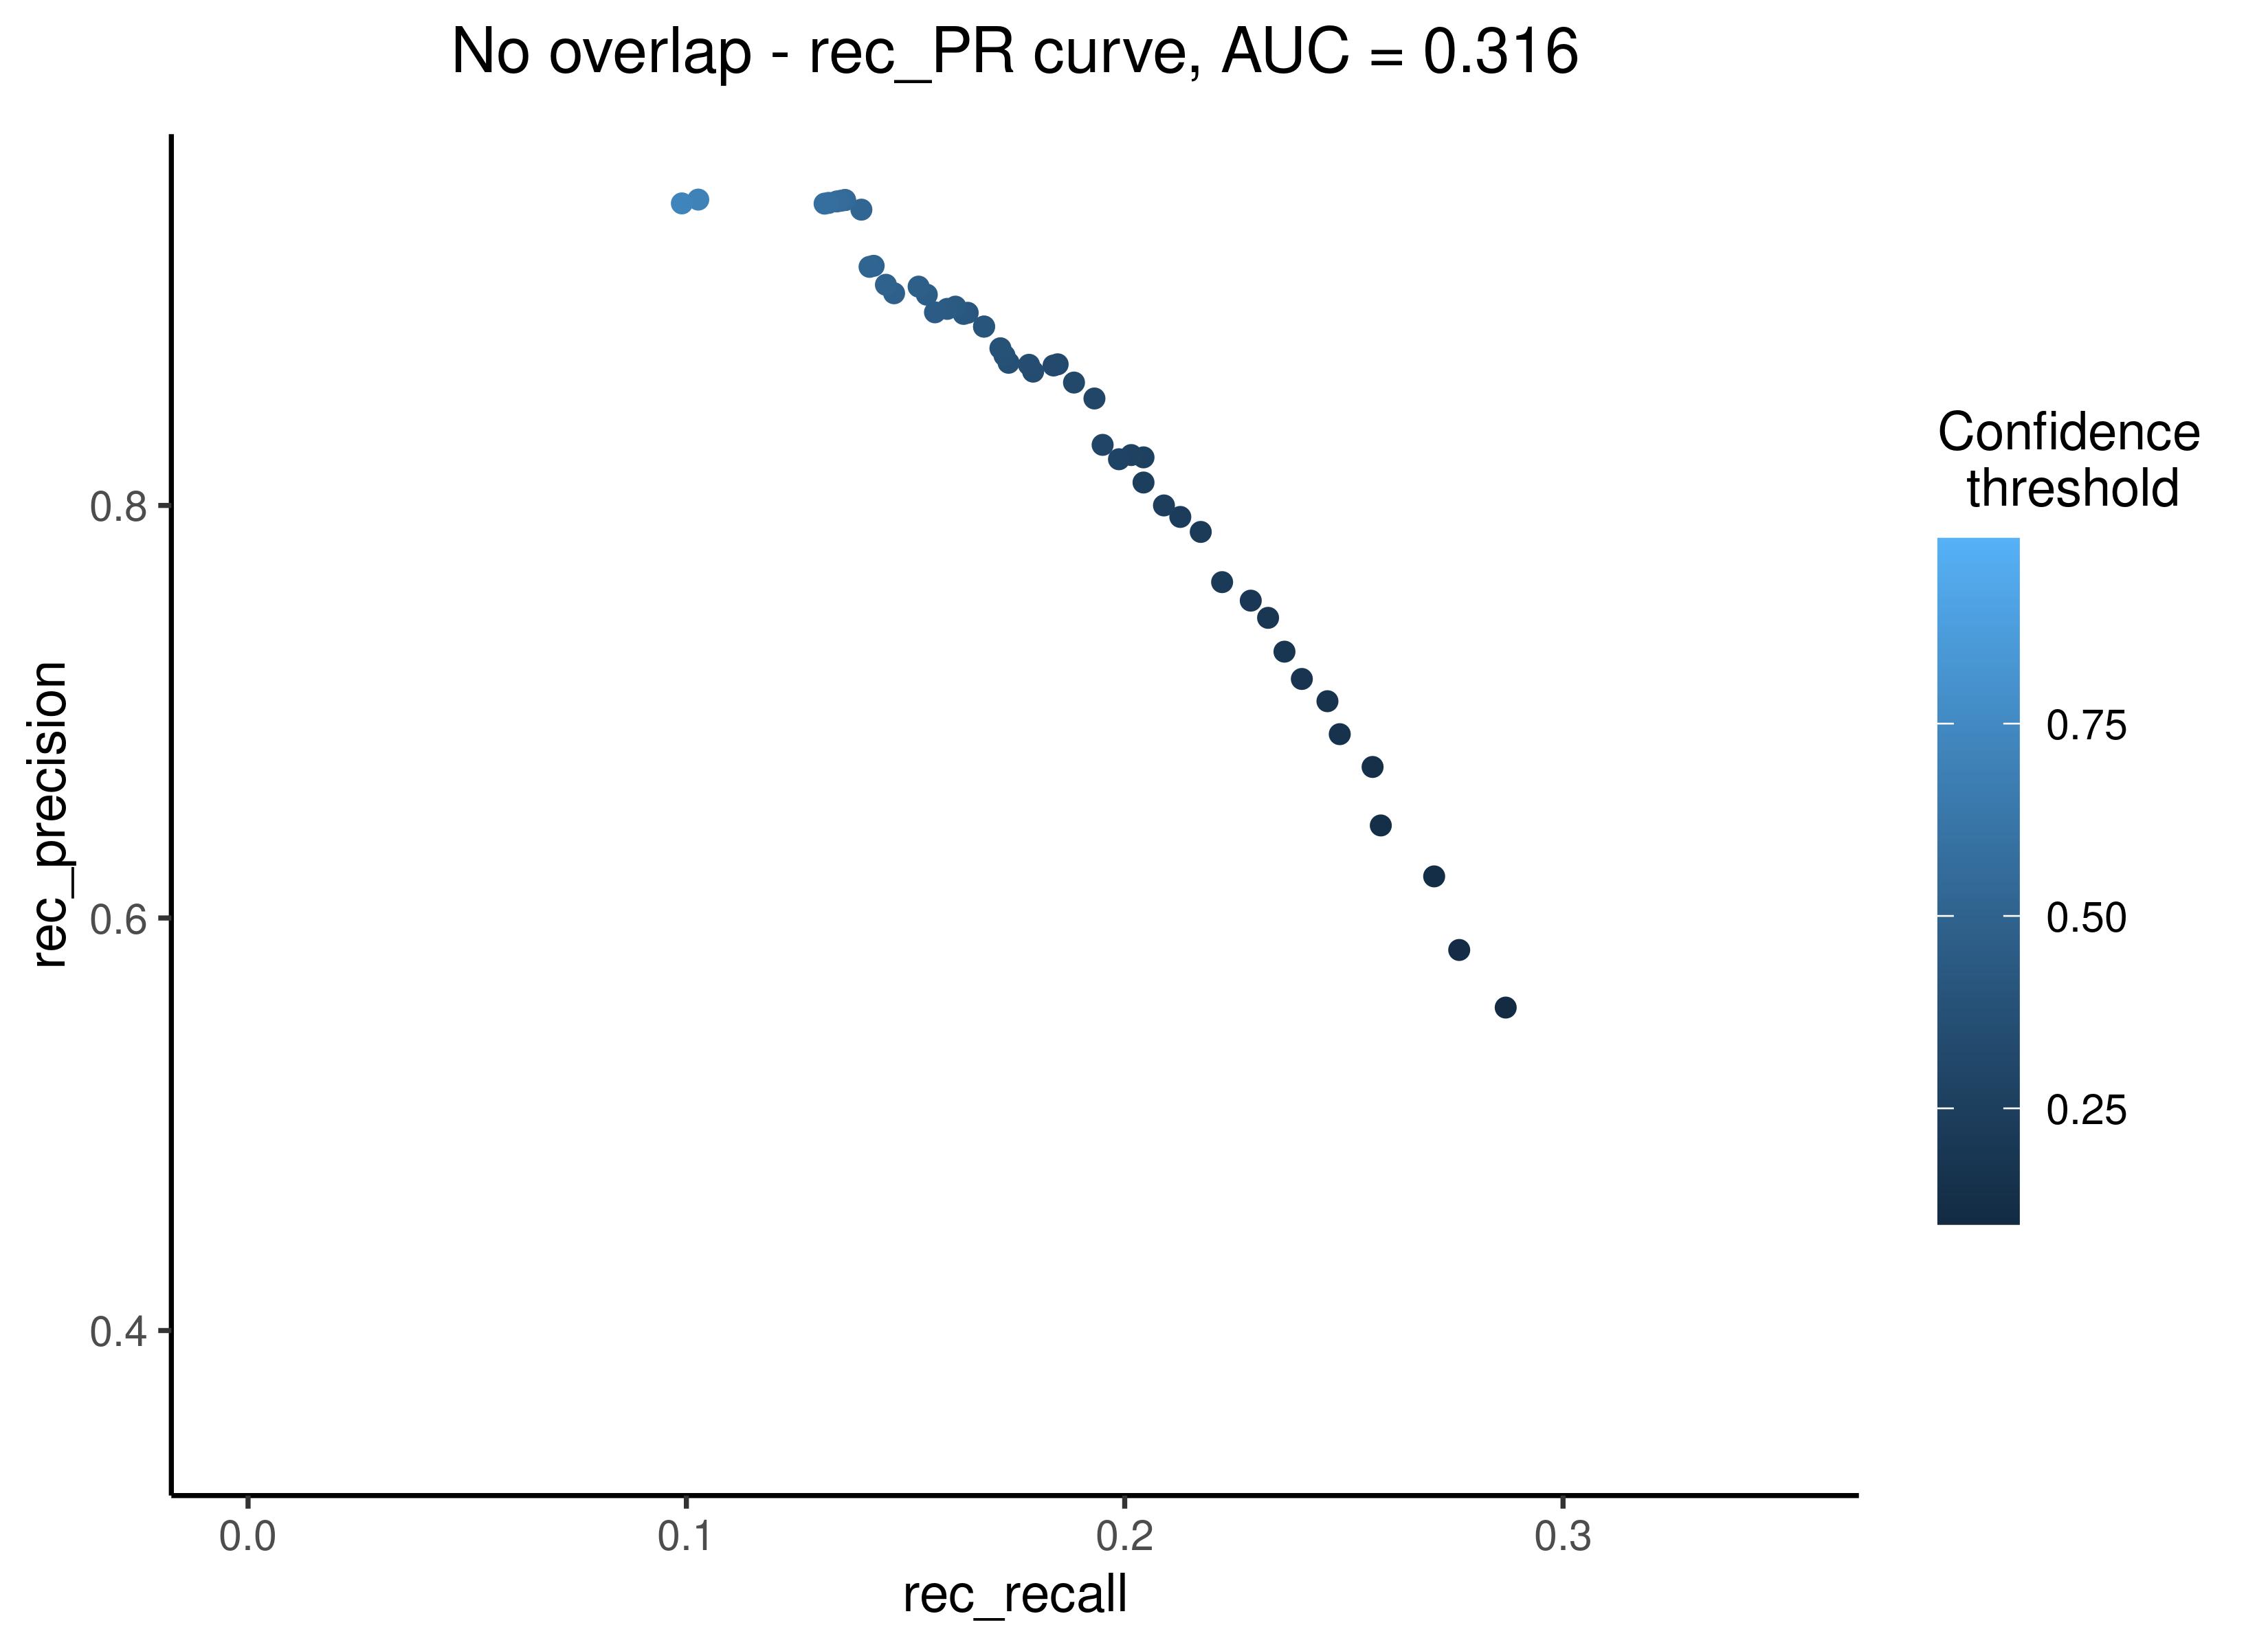 No overlap - rec_PR curve, AUC = 0.316
rec_precision
0.8
0.6
0.4
0.0
0.1
0.2
0.3
rec_recall
Confidence
threshold
0.75
0.50
0.25